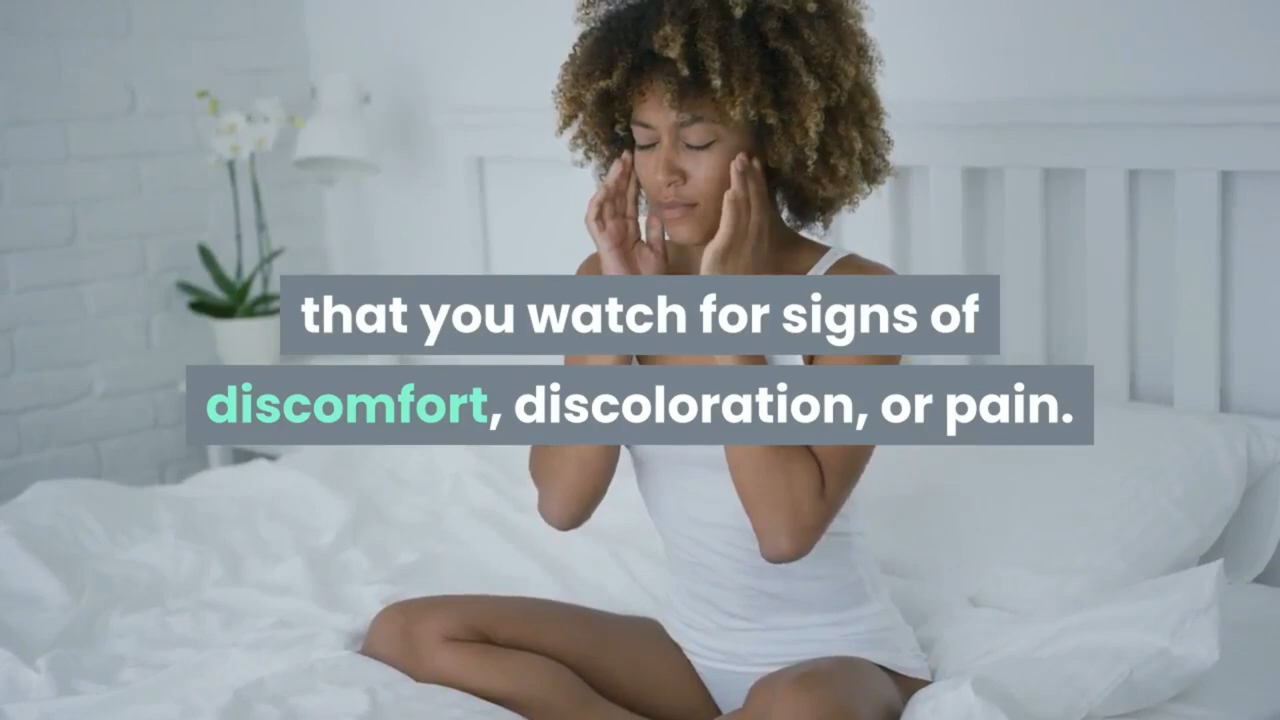 that you watch for signs of
discomfort, discoloration, or pain.